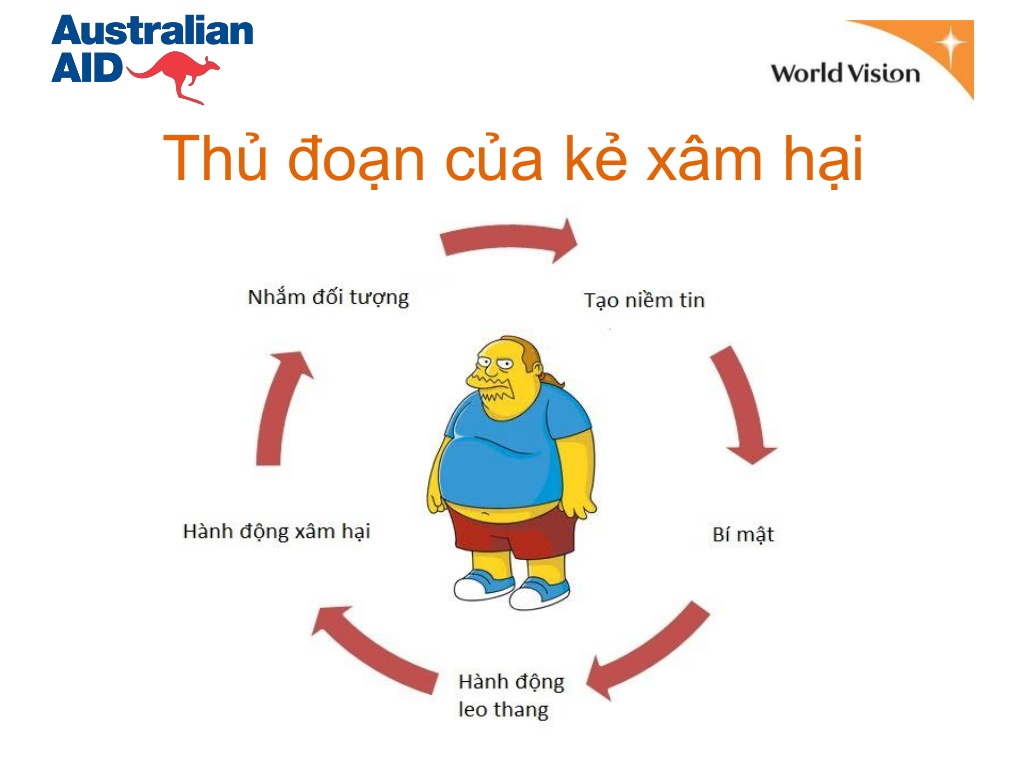 Australian
AID
World Vision
Thủ đoạn của kẻ xâm hại
Nhắm đối tượng
Tạo niềm tin
Hành động xâm hại
Bí mật
Hành động
leo thang